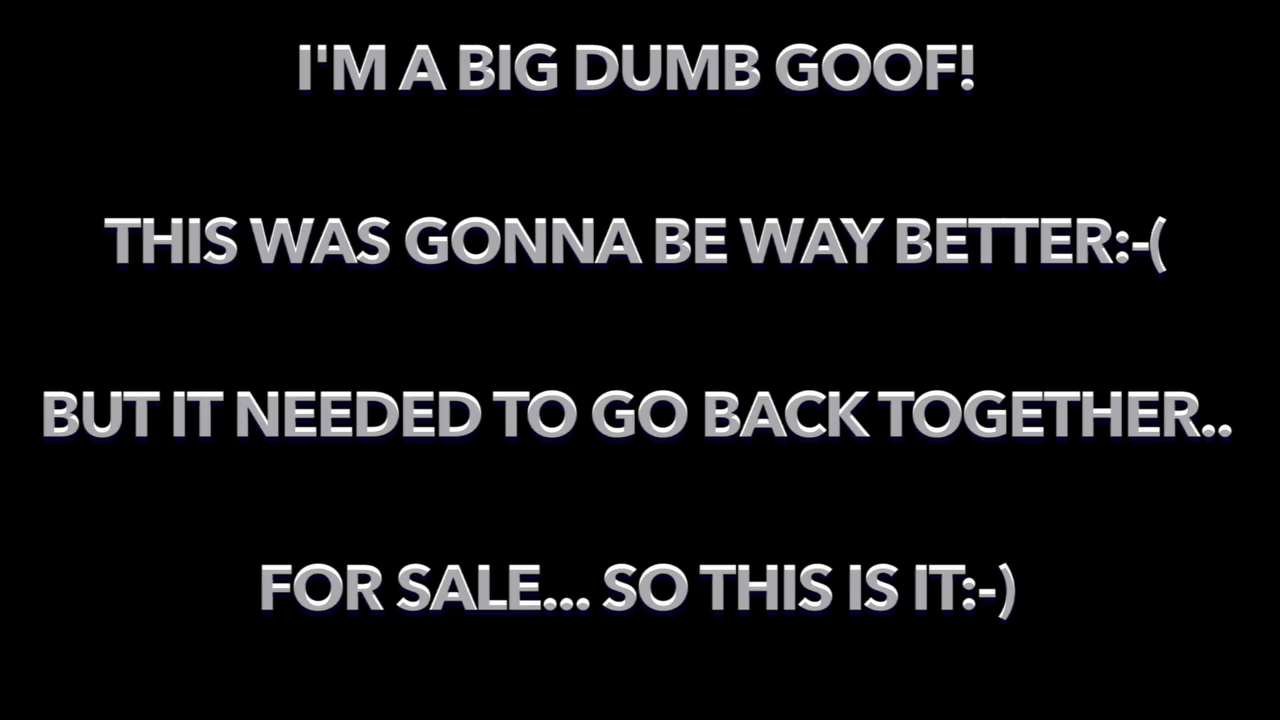 I'M A BIG DUMB GOOF!
THIS WAS GONNA BE WAY BETTER:-(
BUT IT NEEDED TO GO BACK TOGETHER..
FOR SALE... SO THIS IS IT:-)